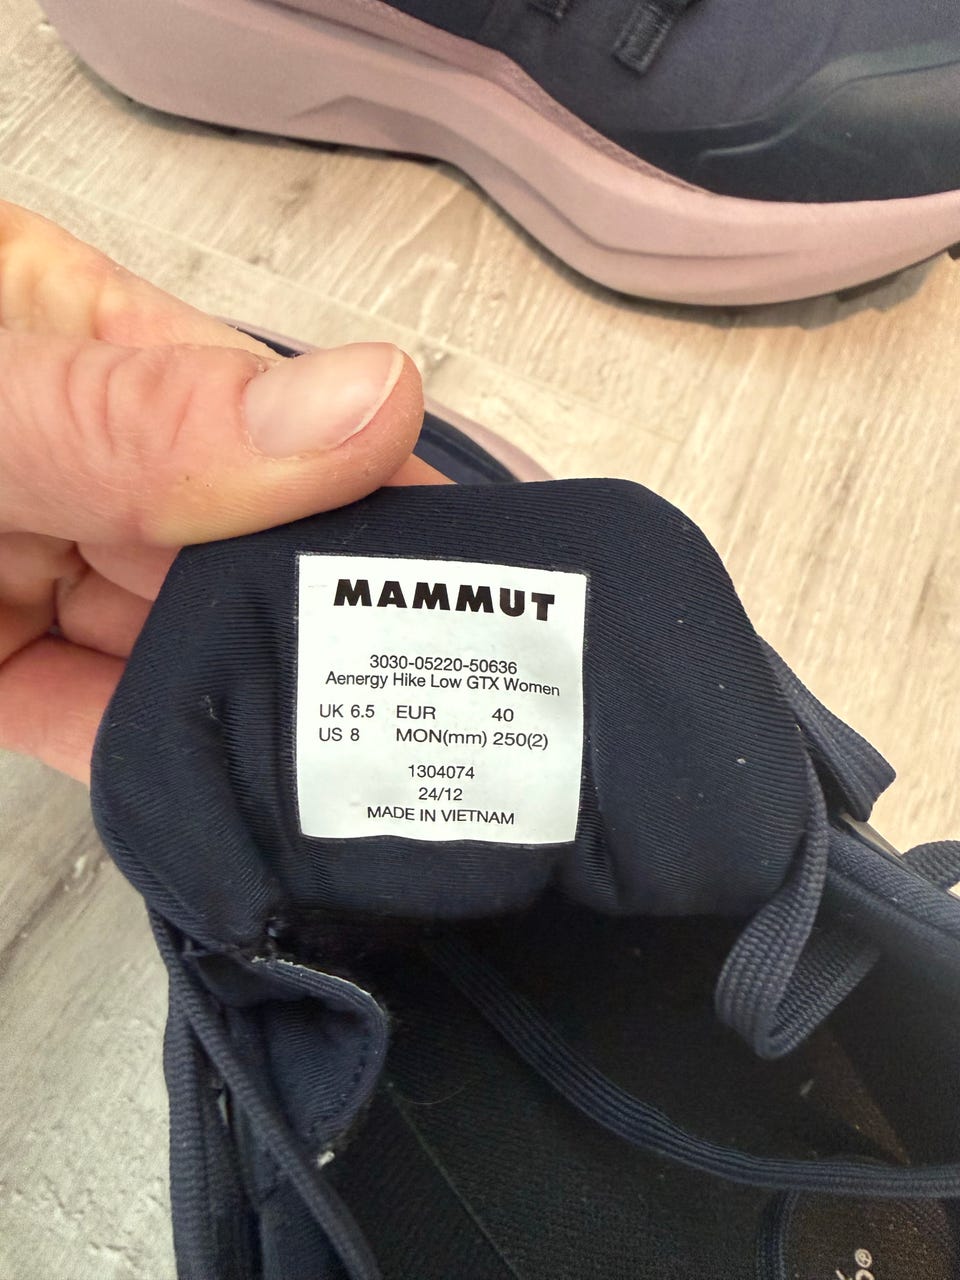 MAMMUT
3030-05220-50636
Aenergy Hike Low GTX Women
UK 6.5 EUR 40
US 8 MON(mm) 250(2)
1304074
24/12
MADE IN VIETNAM
®